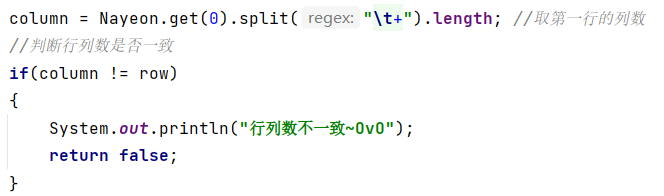 column = Nayeon.get(0).split( regex: "\t+").length; //取第一行的列数
//判断行列数是否一致
if(column != row)
{
System.out.println("行列数不一致~OvO");
return false;
}